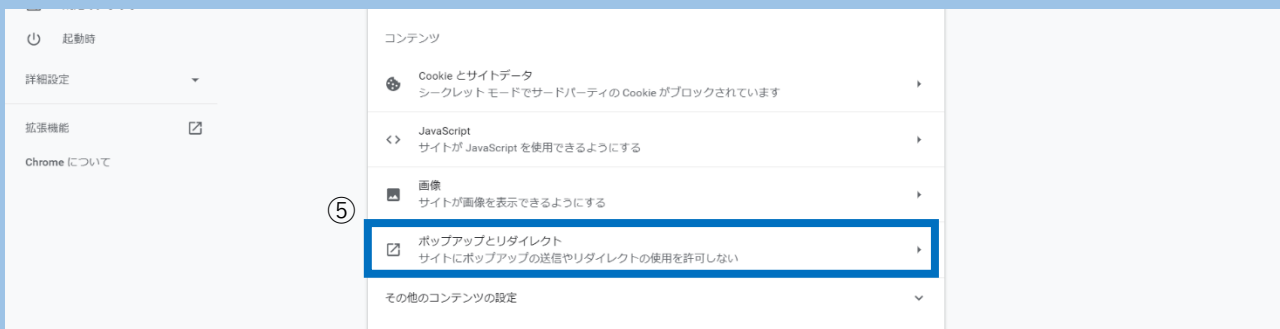 起動時
詳細設定
拡張機能
Chrome について
コンテンツ
Cookie とサイトデータ
シークレット モードでサードパーティの Cookie がブロックされています
JavaScript
サイトが JavaScript を使用できるようにする
画像
サイトが画像を表示できるようにする
⑤
ポップアップとリダイレクト
サイトにポップアップの送信やリダイレクトの使用を許可しない
その他のコンテンツの設定